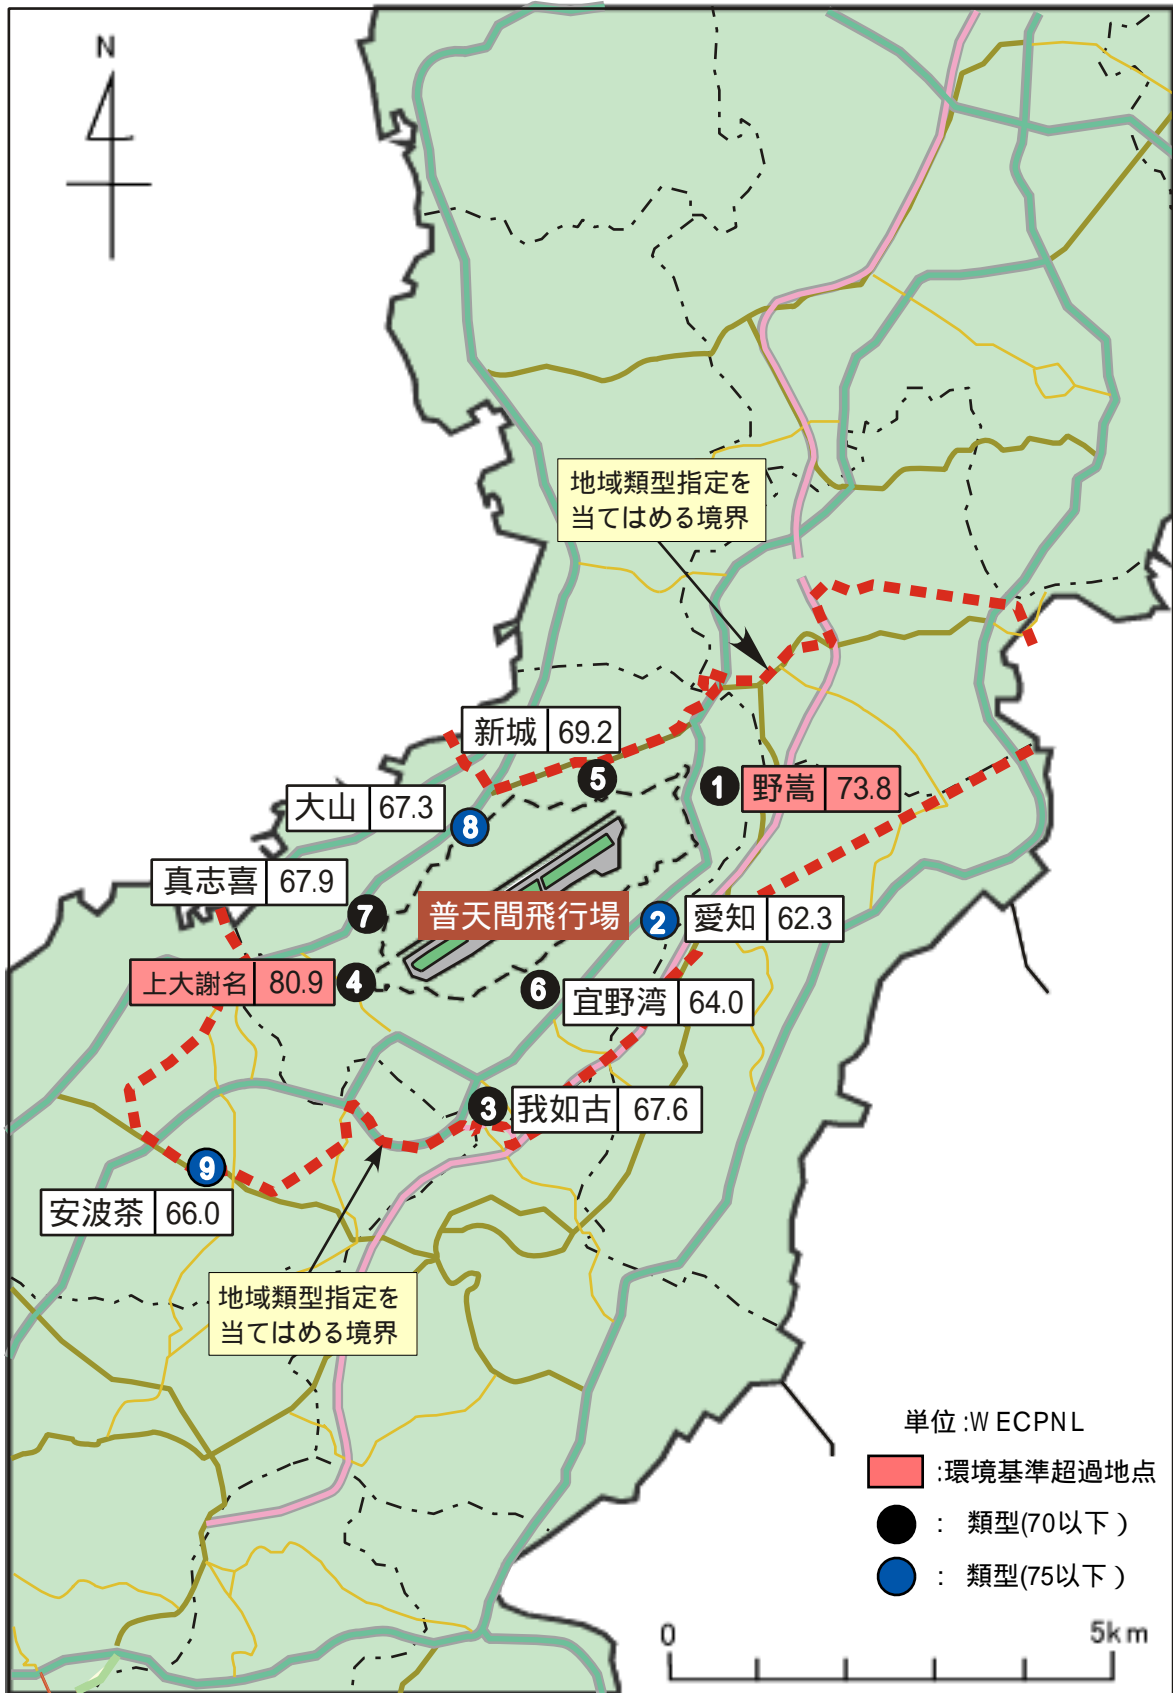 N
地域類型指定を
当てはめる境界
新城 69.2
5
1
野嵩 73.8
大山 67.3
8
真志喜 67.9
7
普天間飛行場
2
愛知 62.3
上大謝名 80.9
4
6
宜野湾 64.0
3
我如古 67.6
9
安波茶 66.0
地域類型指定を
当てはめる境界
単位:WECPNL
:環境基準超過地点
: 類型(70以下)
: 類型(75以下)
0 5km